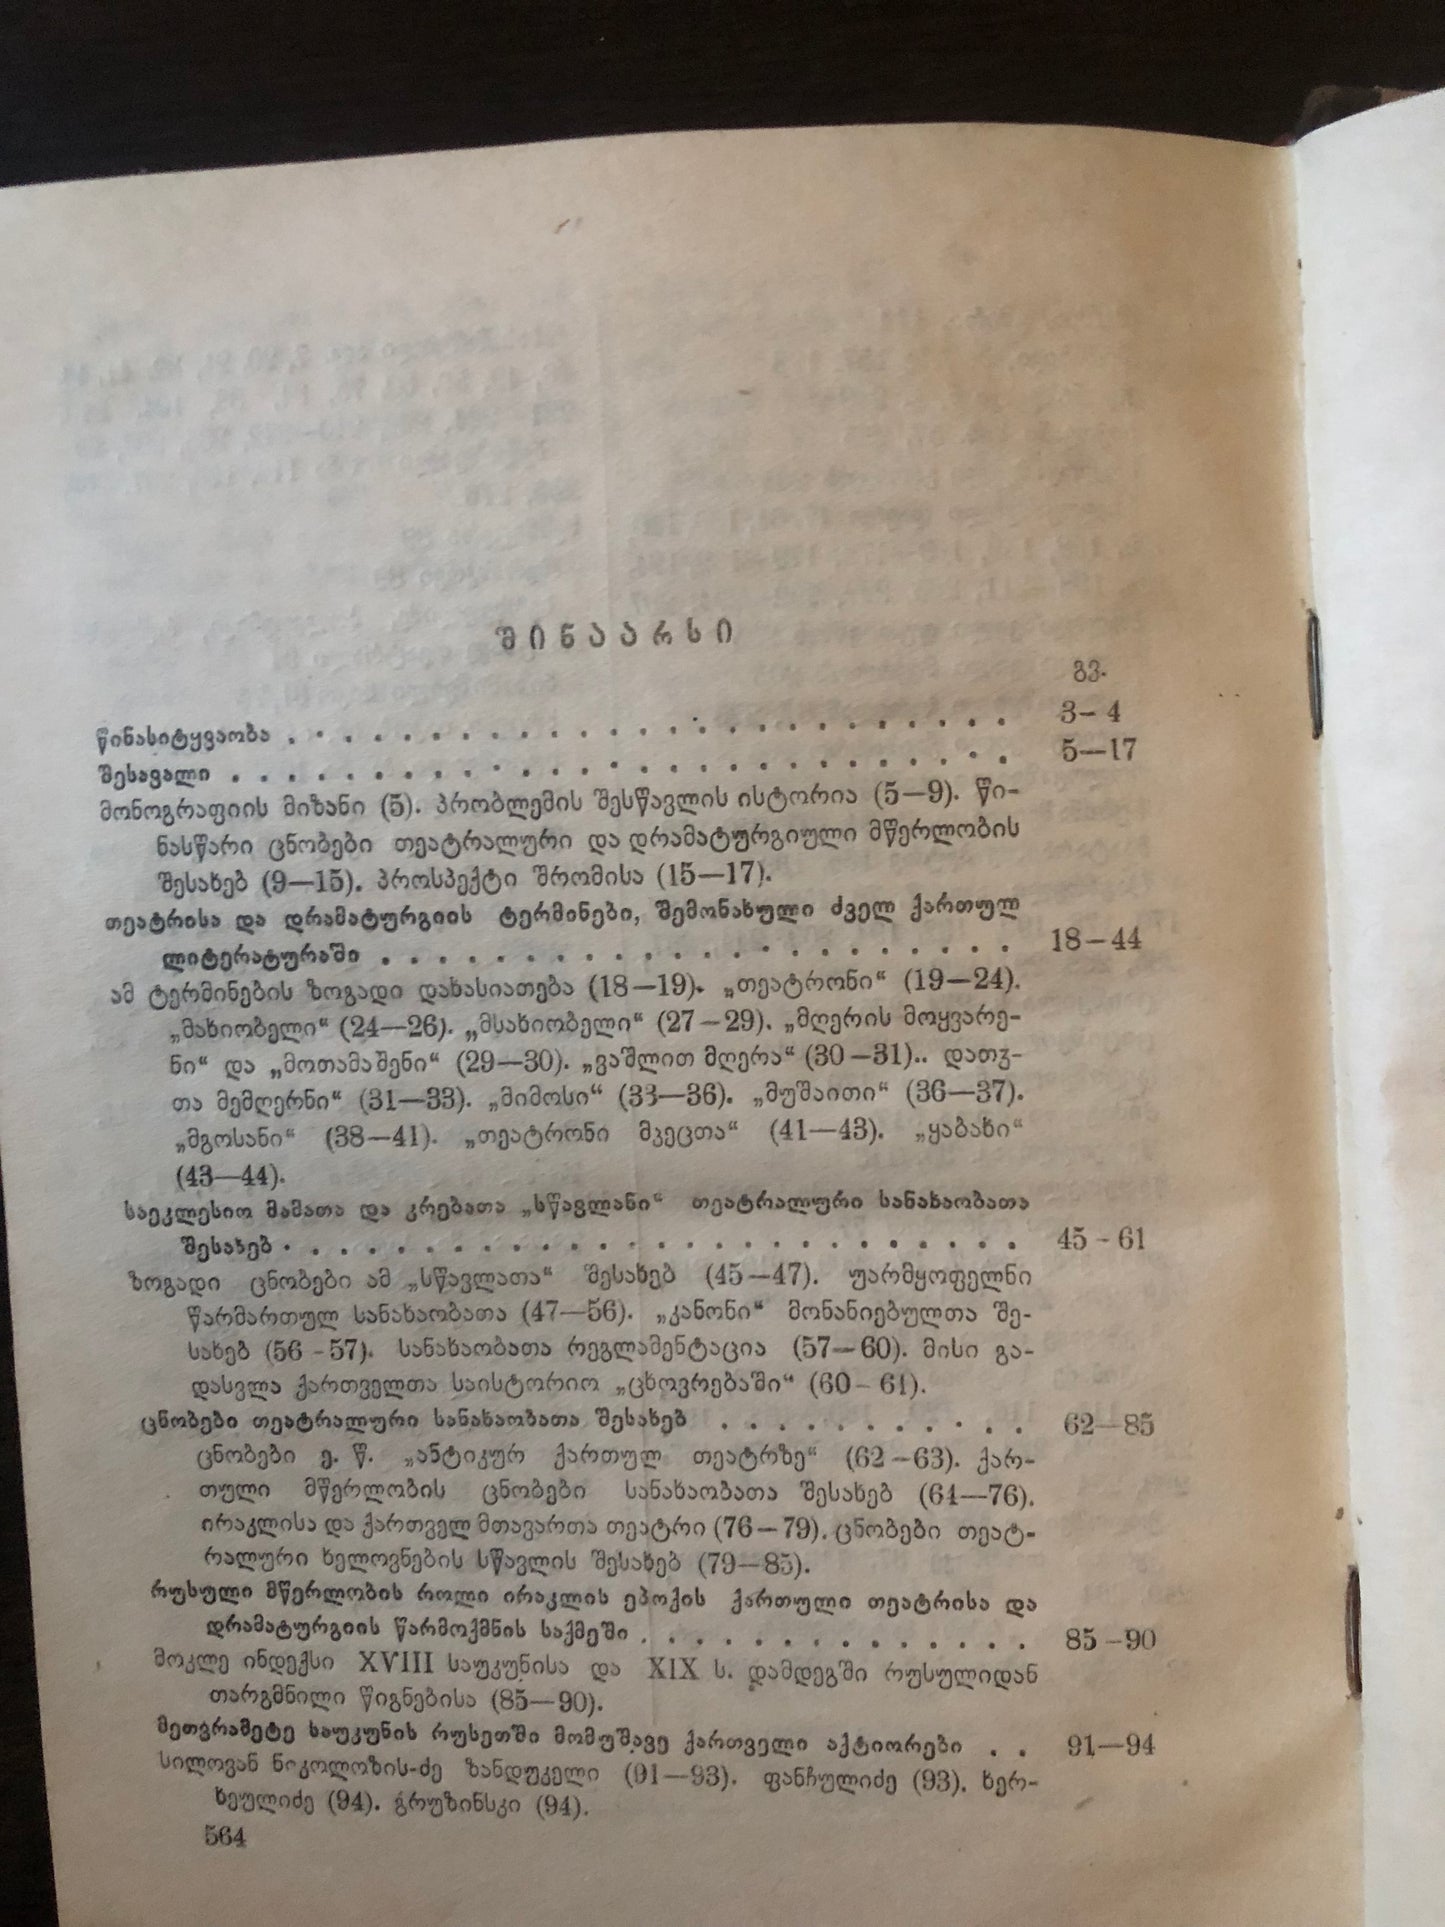 შინაარსი
გვ.
წინასიტყვაობა . . . . . . . . . . . . . . . . . . . . . . . . . . 3– 4
შესავალი . . . . . . . . . . . . . . . . . . . . . . . . . . . . 5—17
მონოგრაფიის მიზანი (5). პრობლემის შესწავლის ისტორია (5—9). წი-
ნასწარი ცნობები თეატრალური და დრამატურგიული მწერლობის
შესახებ (9—15). პროსპექტი შრომისა (15—17).
თეატრისა და დრამატურგიის ტერმინები, შემონახული ძველ ქართულ
ლიტერატურაში . . . . . . . . . . . . . . . . . . . . . . 18—44
ამ ტერმინების ზოგადი დახასიათება (18—19). „თეატრონი“ (19—24).
„მახიობელი“ (24—26). „მსახიობელი“ (27—29). „მღერის მოყვარე-
ნი“ და „მოთამაშენი“ (29—30). „ვაშლით მღერა“ (30—31).. დათჳ-
თა მემღერნი“ (31—33). „მიმოსი“ (33—36). „მუშაითი“ (36—37).
„მგოსანი“ (38—41). „თეატრონი მჴეცთა“ (41—43). „ყაბახი“
(43—44).
საეკლესიო მამათა და კრებათა „სწავლანი“ თეატრალური სანახაობათა
შესახებ . . . . . . . . . . . . . . . . . . . . . . . . . . 45 – 61
ზოგადი ცნობები ამ „სწავლათა“ შესახებ (45—47). უარმყოფელნი
წარმართულ სანახაობათა (47—56). „კანონი“ მონანიებულთა შე-
სახებ (56 – 57). სანახაობათა რეგლამენტაცია (57—60). მისი გა-
დასვლა ქართველთა საისტორიო „ცხოვრებაში“ (60– 61).
ცნობები თეატრალური სანახაობათა შესახებ . . . . . . . . . . . 62—85
ცნობები ე. წ. „ანტიკურ ქართულ თეატრზე“ (62 –63). ქარ-
თული მწერლობის ცნობები სანახაობათა შესახებ (64—76).
ირაკლისა და ქართველ მთავართა თეატრი (76—79). ცნობები თეატ-
რალური ხელოვნების სწავლის შესახებ (79—85).
რუსული მწერლობის როლი ირაკლის ეპოქის ქართული თეატრისა და
დრამატურგიის წარმოქმნის საქმეში . . . . . . . . . . . . . . 85 –90
მოკლე ინდექსი XVIII საუკუნისა და XIX ს. დამდეგში რუსულიდან
თარგმნილი წიგნებისა (85—90).
მეთვრამეტე საუკუნის რუსეთში მომუშავე ქართველი აქტიორები . . 91—94
სილოვან ნიკოლოზის-ძე ზანდუკელი (91—93). ფანჩულიძე (93). ხერ-
ხეულიძე (94). გრუზინსკი (94).
564